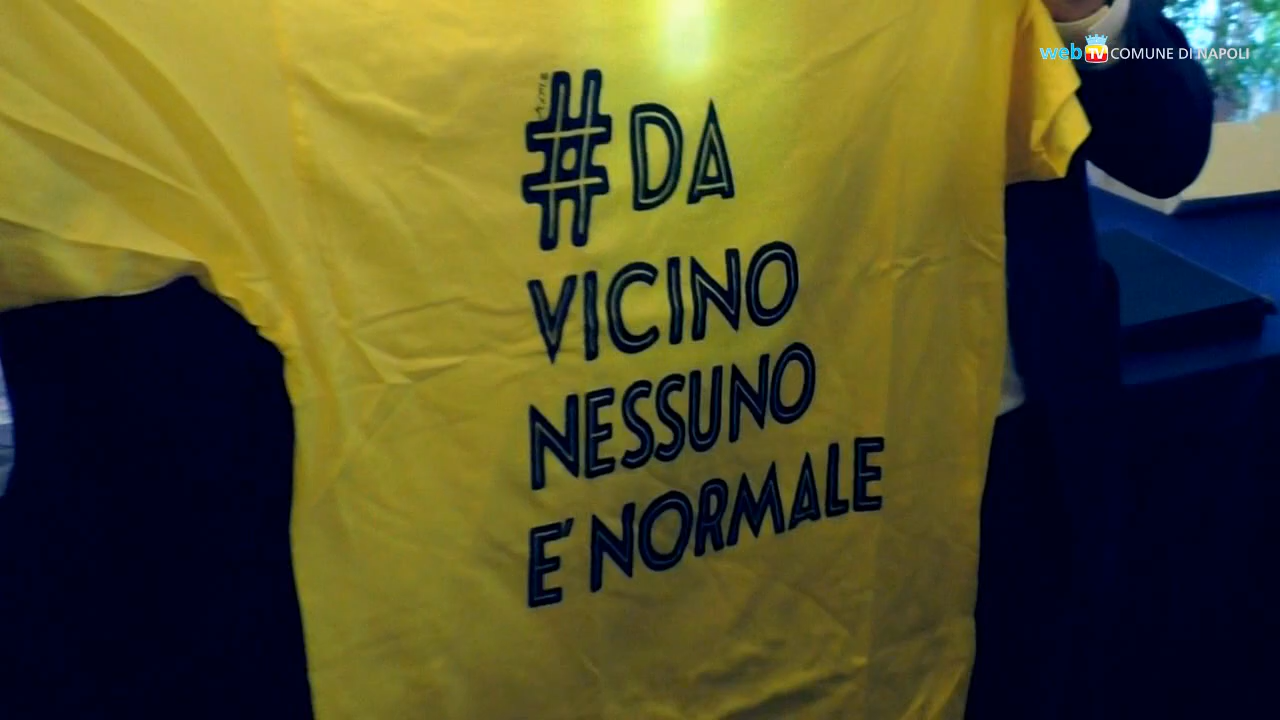 web TV COMUNE DI NAPOLI
#DA
VICINO
NESSUNO
E' NORMALE